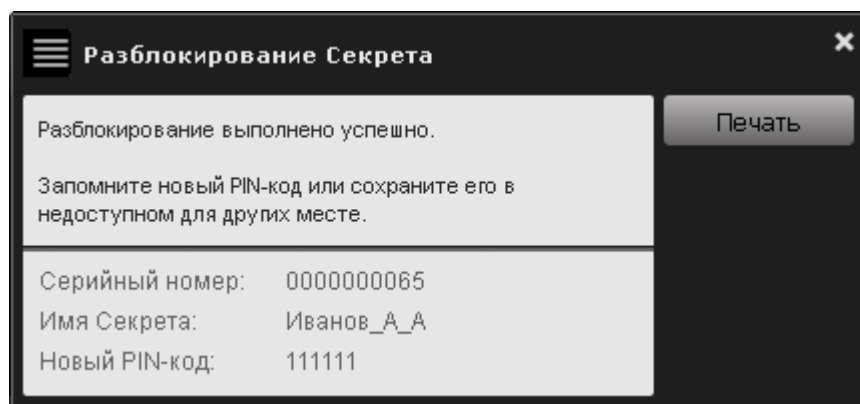 Разблокирование Секрета
Печать
Разблокирование выполнено успешно.
Запомните новый PIN-код или сохраните его в
недоступном для других месте.
Серийный номер: 0000000065
Имя Секрета: Иванов_А_А
Новый PIN-код: 111111